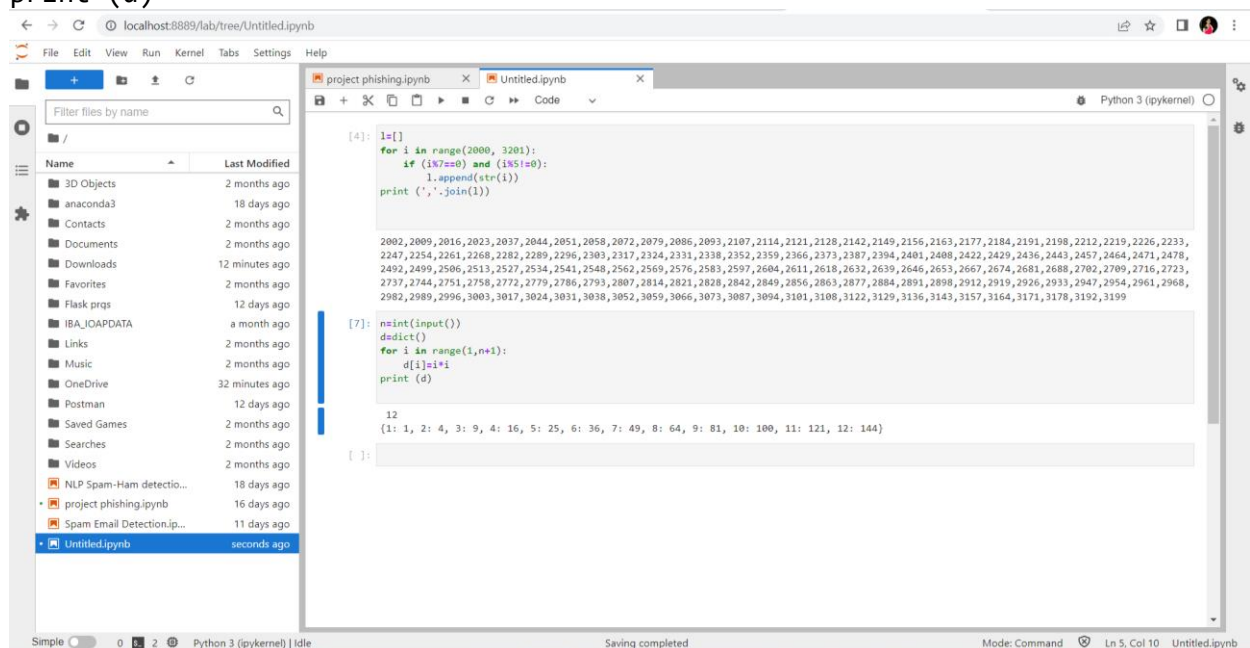 print (d)
localhost:8889/lab/tree/Untitled.ipynb
File Edit View Run Kernel Tabs Settings Help
Filter files by name
/
Name Last Modified
3D Objects 2 months ago
anaconda3 18 days ago
Contacts 2 months ago
Documents 2 months ago
Downloads 12 minutes ago
Favorites 2 months ago
Flask prqs 12 days ago
IBA_IOAPDATA a month ago
Links 2 months ago
Music 2 months ago
OneDrive 32 minutes ago
Postman 12 days ago
Saved Games 2 months ago
Searches 2 months ago
Videos 2 months ago
NLP Spam-Ham detectio... 18 days ago
project phishing.ipynb 16 days ago
Spam Email Detection.ip... 11 days ago
Untitled.ipynb seconds ago
project phishing.ipynb Untitled.ipynb
Code Python 3 (ipykernel)
[4]: l=[]
for i in range(2000, 3201):
if (i%7==0) and (i%5!=0):
l.append(str(i))
print (','.join(l))
2002,2009,2016,2023,2037,2044,2051,2058,2072,2079,2086,2093,2107,2114,2121,2128,2142,2149,2156,2163,2177,2184,2191,2198,2212,2219,2226,2233,
2247,2254,2261,2268,2282,2289,2296,2303,2317,2324,2331,2338,2352,2359,2366,2373,2387,2394,2401,2408,2422,2429,2436,2443,2457,2464,2471,2478,
2492,2499,2506,2513,2527,2534,2541,2548,2562,2569,2576,2583,2597,2604,2611,2618,2632,2639,2646,2653,2667,2674,2681,2688,2702,2709,2716,2723,
2737,2744,2751,2758,2772,2779,2786,2793,2807,2814,2821,2828,2842,2849,2856,2863,2877,2884,2891,2898,2912,2919,2926,2933,2947,2954,2961,2968,
2982,2989,2996,3003,3017,3024,3031,3038,3052,3059,3066,3073,3087,3094,3101,3108,3122,3129,3136,3143,3157,3164,3171,3178,3192,3199
[7]: n=int(input())
d=dict()
for i in range(1,n+1):
d[i]=i*i
print (d)
12
{1: 1, 2: 4, 3: 9, 4: 16, 5: 25, 6: 36, 7: 49, 8: 64, 9: 81, 10: 100, 11: 121, 12: 144}
[ ]:
Simple 0 2 Python 3 (ipykernel) | Idle Saving completed Mode: Command Ln 5, Col 10 Untitled.ipynb